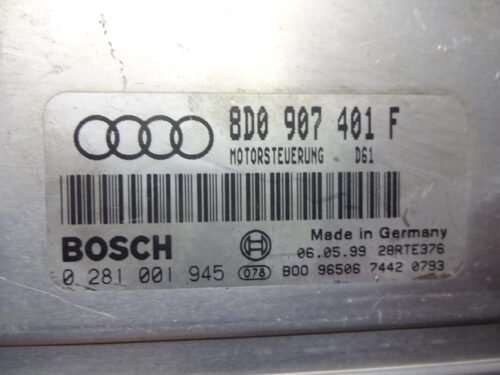 8D0 907 401 F
MOTORSTEUERUNG D61
BOSCH
Made in Germany
06.05.99 28RTE376
0 281 001 945 078 B00 96506 7442 0793